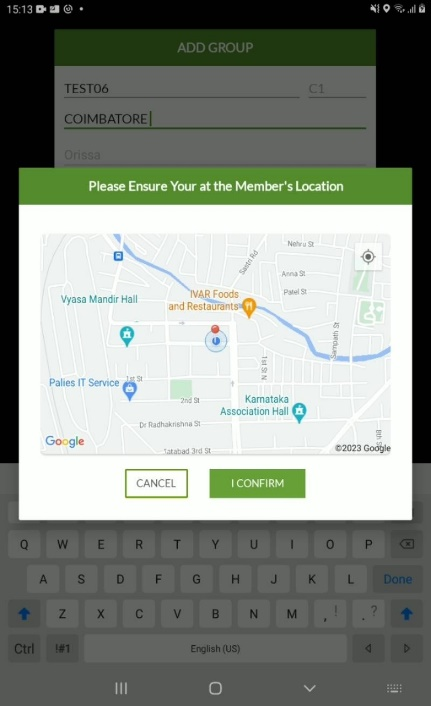 15:13
ADD GROUP
TEST06
C1
COIMBATORE
Orissa
Please Ensure Your at the Member's Location
Nehru St
Sastri Rd
Anna St
Patel St
IVAR Foods
and Restaurants
Vyasa Mandir Hall
Sampath St
1st St N
Palies IT Service
1st St
2nd St
Karnataka
Association Hall
Dr Radhakrishna St
Tatabad 3rd St
8th St
Google
©2023 Google
CANCEL
I CONFIRM
Q W E R T Y U I O P
A S D F G H J K L Done
Z X C V B N M , ! . ?
Ctrl !#1 English (US)